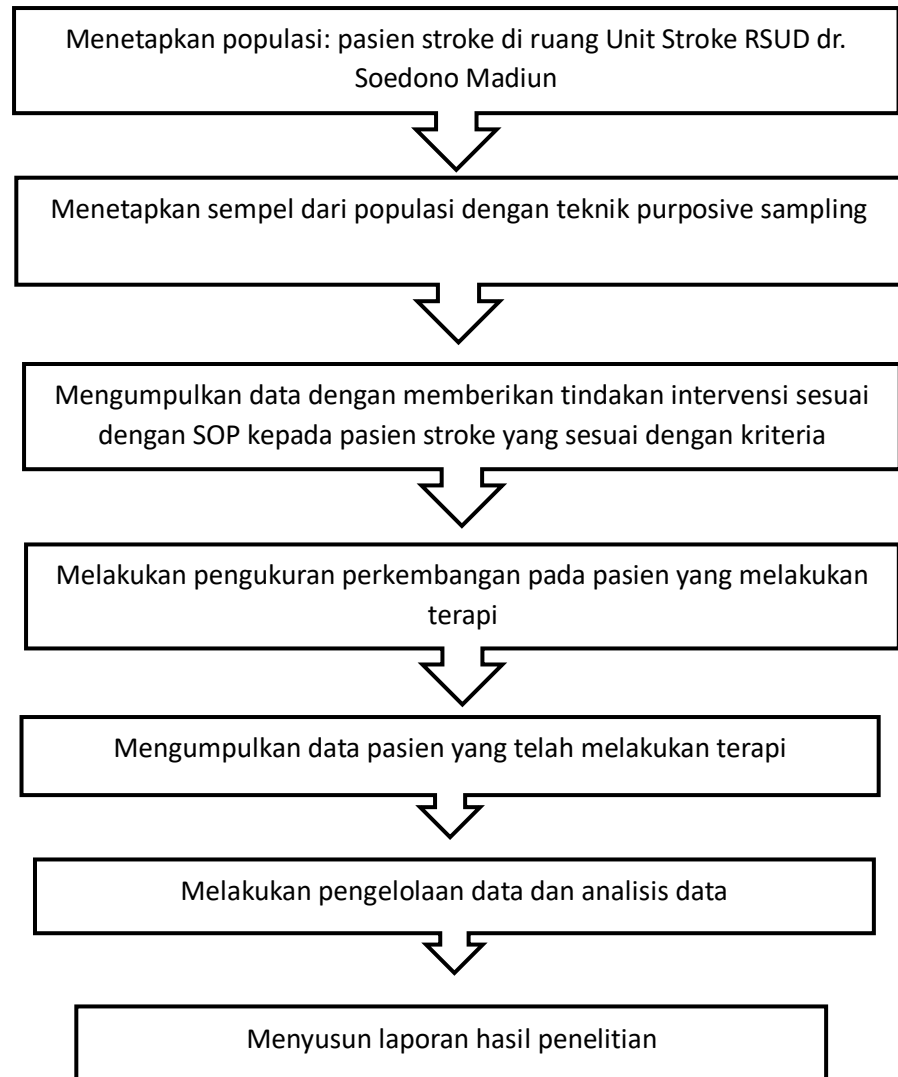 Menetapkan populasi: pasien stroke di ruang Unit Stroke RSUD dr.
Soedono Madiun
Menetapkan sempel dari populasi dengan teknik purposive sampling
Mengumpulkan data dengan memberikan tindakan intervensi sesuai
dengan SOP kepada pasien stroke yang sesuai dengan kriteria
Melakukan pengukuran perkembangan pada pasien yang melakukan
terapi
Mengumpulkan data pasien yang telah melakukan terapi
Melakukan pengelolaan data dan analisis data
Menyusun laporan hasil penelitian